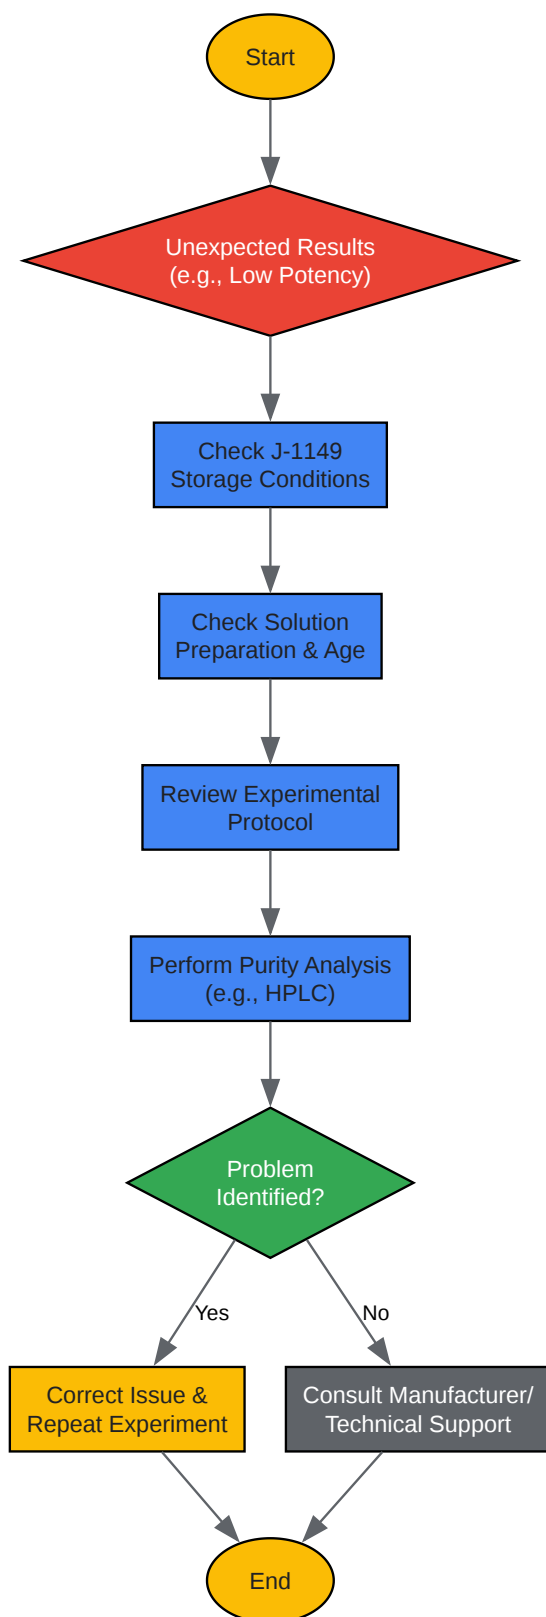 Start
Unexpected Results
(e.g., Low Potency)
Check J-1149
Storage Conditions
Check Solution
Preparation & Age
Review Experimental
Protocol
Perform Purity Analysis
(e.g., HPLC)
Problem
Identified?
Yes
No
Correct Issue &
Repeat Experiment
Consult Manufacturer/
Technical Support
End